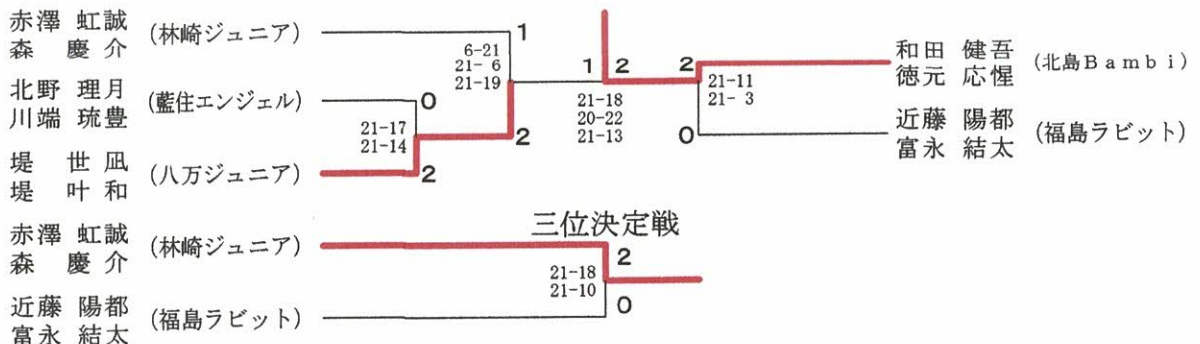 赤澤 虹誠
森 慶介
(林崎ジュニア)
1
6-21
21- 6
21-19
北野 理月
川端 琉豊
(藍住エンジェル)
0
21-17
21-14
2
堤 世凪
堤 叶和
(八万ジュニア)
2
1 2
21-18
20-22
21-13
2
21-11
21- 3
0
和田 健吾
徳元 応惺
(北島Bambi)
近藤 陽都
富永 結太
(福島ラビット)
三位決定戦
赤澤 虹誠
森 慶介
(林崎ジュニア)
2
21-18
21-10
0
近藤 陽都
富永 結太
(福島ラビット)